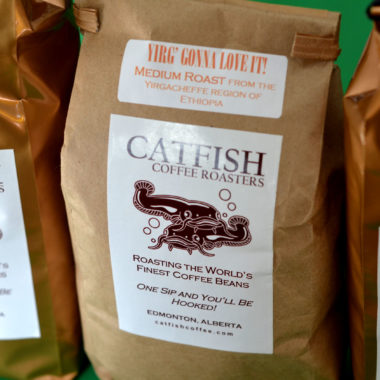 YIRG' GONNA LOVE IT!
MEDIUM ROAST FROM THE
YIRGACHEFFE REGION OF
ETHIOPIA
CATFISH
COFFEE ROASTERS
ROASTING THE WORLD'S
FINEST COFFEE BEANS
ONE SIP AND YOU'LL BE
HOOKED!
EDMONTON, ALBERTA
catfishcoffee.com